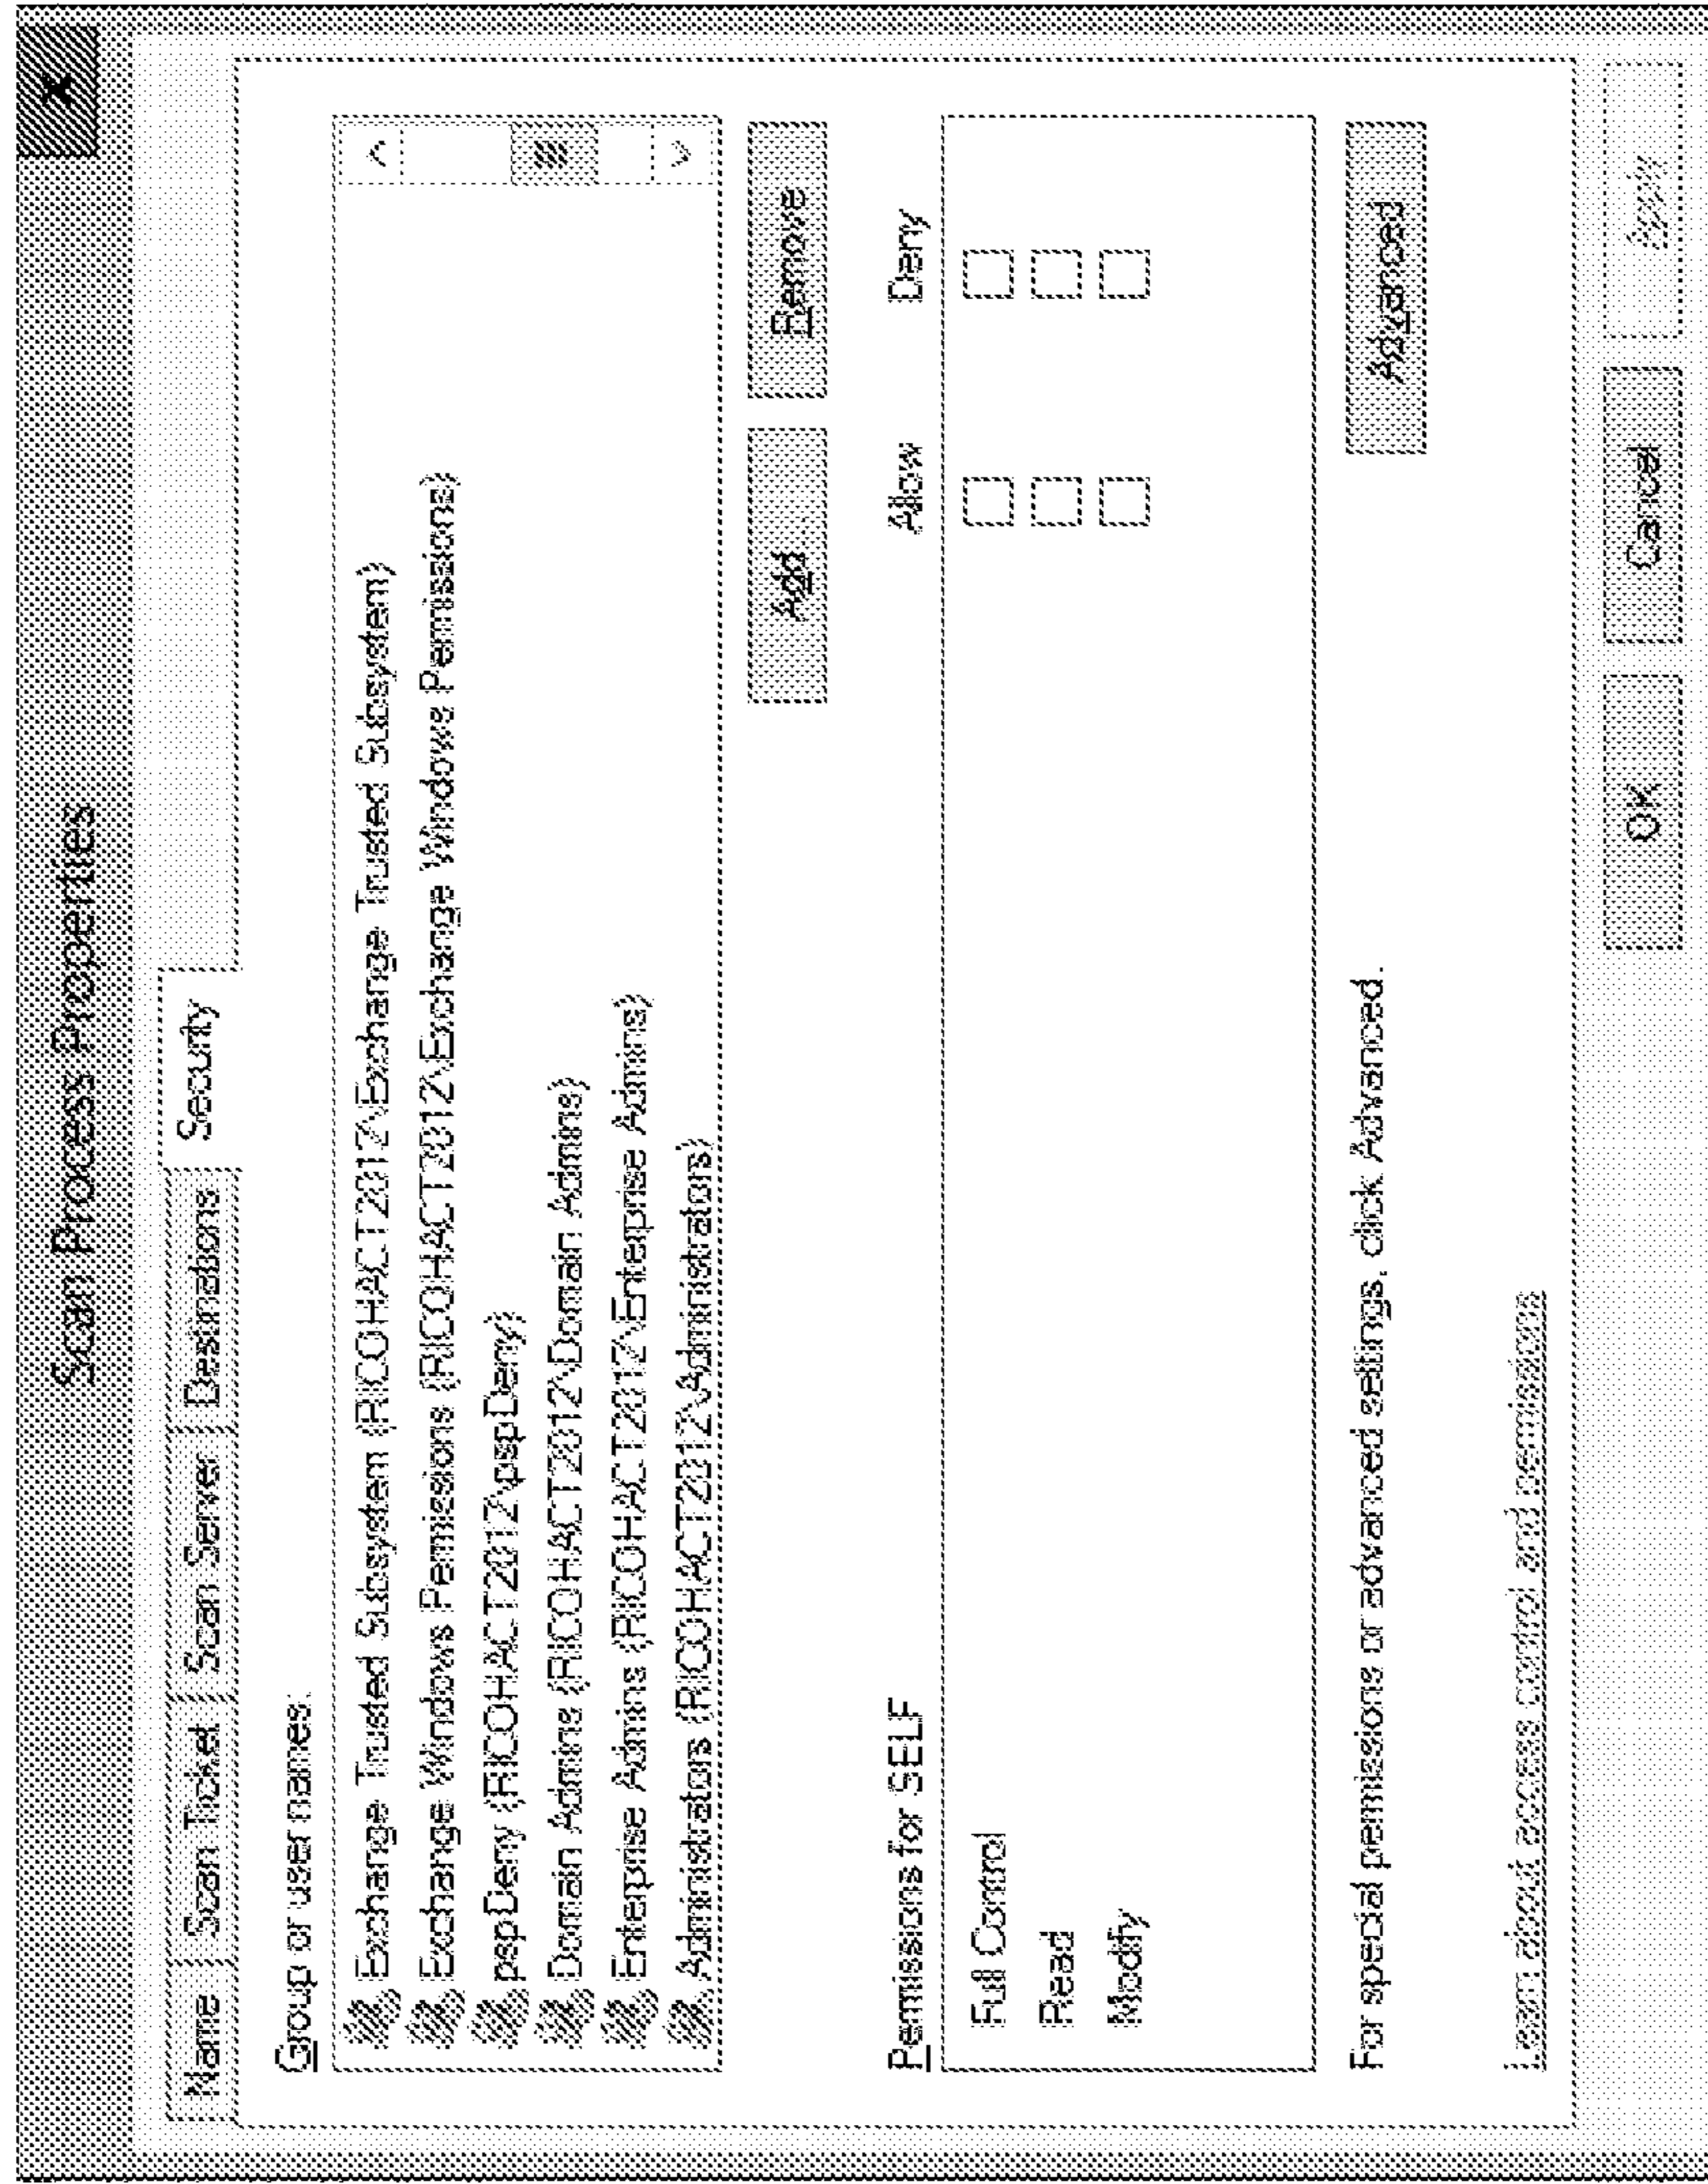 Scan Process Properties
X
Name Scan Ticket Scan Server Destinations Security
Group or user names:
Exchange Trusted Subsystem (RICOHACT2012\Exchange Trusted Subsystem)
Exchange Windows Permissions (RICOHACT2012\Exchange Windows Permissions)
pspDeny (RICOHACT2012\pspDeny)
Domain Admins (RICOHACT2012\Domain Admins)
Enterprise Admins (RICOHACT2012\Enterprise Admins)
Administrators (RICOHACT2012\Administrators)
Add Remove
Permissions for SELF Allow Deny
Full Control
Read
Modify
For special permissions or advanced settings, click Advanced. Advanced
Learn about access control and permissions
OK Cancel Apply